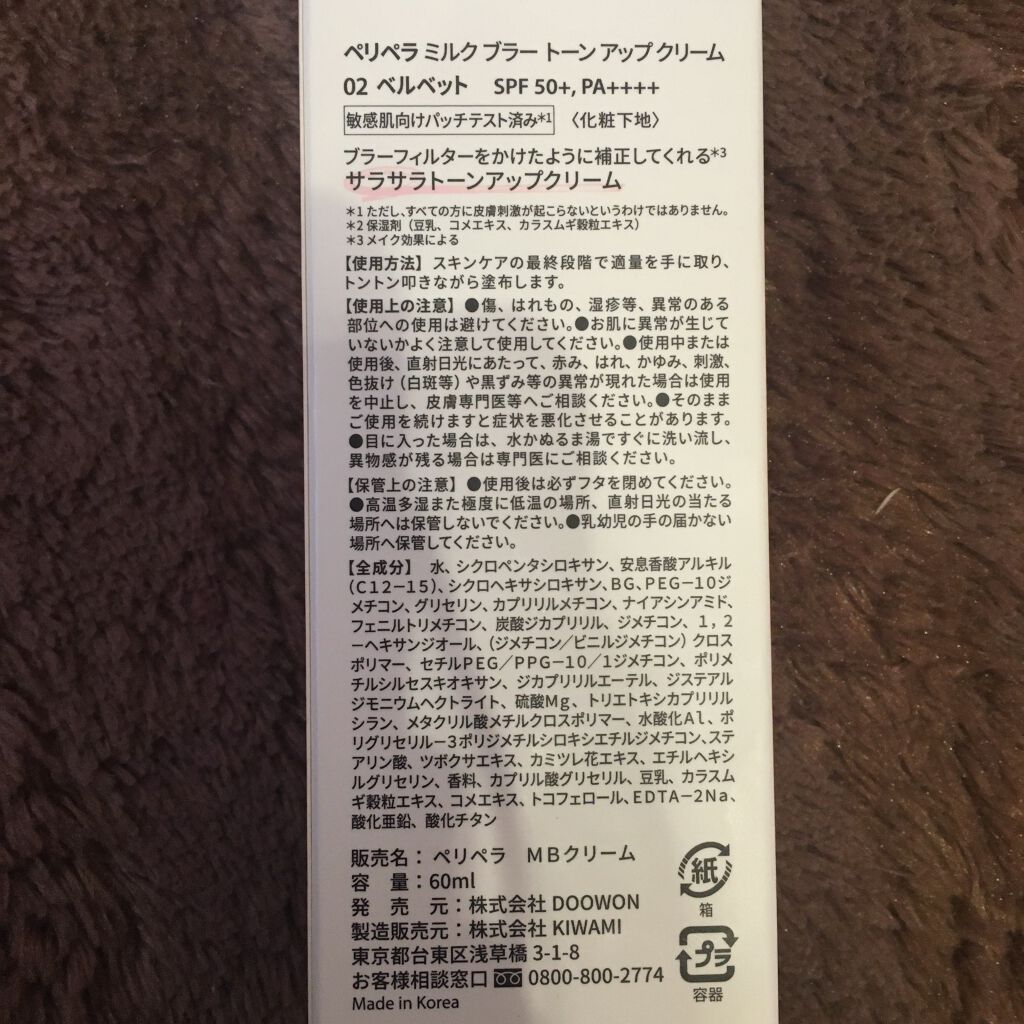 ペリペラ ミルク ブラー トーン アップ クリーム
02 ベルベット SPF 50+, PA++++
敏感肌向けパッチテスト済み*1 〈化粧下地〉
ブラーフィルターをかけたように補正してくれる*3
サラサラトーンアップクリーム
*1 ただし、すべての方に皮膚刺激が起こらないというわけではありません。
*2 保湿剤（豆乳、コメエキス、カラスムギ穀粒エキス）
*3 メイク効果による
【使用方法】スキンケアの最終段階で適量を手に取り、
トントン叩きながら塗布します。
【使用上の注意】●傷、はれもの、湿疹等、異常のある
部位への使用は避けてください。●お肌に異常が生じて
いないかよく注意して使用してください。●使用中または
使用後、直射日光にあたって、赤み、はれ、かゆみ、刺激、
色抜け（白斑等）や黒ずみ等の異常が現れた場合は使用
を中止し、皮膚専門医等へご相談ください。●そのまま
ご使用を続けますと症状を悪化させることがあります。
●目に入った場合は、水かぬるま湯ですぐに洗い流し、
異物感が残る場合は専門医にご相談ください。
【保管上の注意】●使用後は必ずフタを閉めてください。
●高温多湿また極度に低温の場所、直射日光の当たる
場所へは保管しないでください。●乳幼児の手の届かない
場所へ保管してください。
【全成分】 水、シクロペンタシロキサン、安息香酸アルキル
（C12－15）、シクロヘキサシロキサン、BG、PEG－10ジ
メチコン、グリセリン、カプリリルメチコン、ナイアシンアミド、
フェニルトリメチコン、炭酸ジカプリリル、ジメチコン、1，2
－ヘキサンジオール、（ジメチコン／ビニルジメチコン）クロス
ポリマー、セチルPEG／PPG－10／1ジメチコン、ポリメ
チルシルセスキオキサン、ジカプリリルエーテル、ジステアル
ジモニウムヘクトライト、硫酸Mg、トリエトキシカプリリル
シラン、メタクリル酸メチルクロスポリマー、水酸化Al、ポ
リグリセリル－3ポリジメチルシロキシエチルジメチコン、ステ
アリン酸、ツボクサエキス、カミツレ花エキス、エチルヘキシ
ルグリセリン、香料、カプリル酸グリセリル、豆乳、カラスム
ギ穀粒エキス、コメエキス、トコフェロール、EDTA－2Na、
酸化亜鉛、酸化チタン
販売名：ペリペラ MBクリーム
容 量：60ml
発 売 元：株式会社 DOOWON
製造販売元：株式会社 KIWAMI
東京都台東区浅草橋 3-1-8
お客様相談窓口 0800-800-2774
Made in Korea
紙
箱
プラ
容器